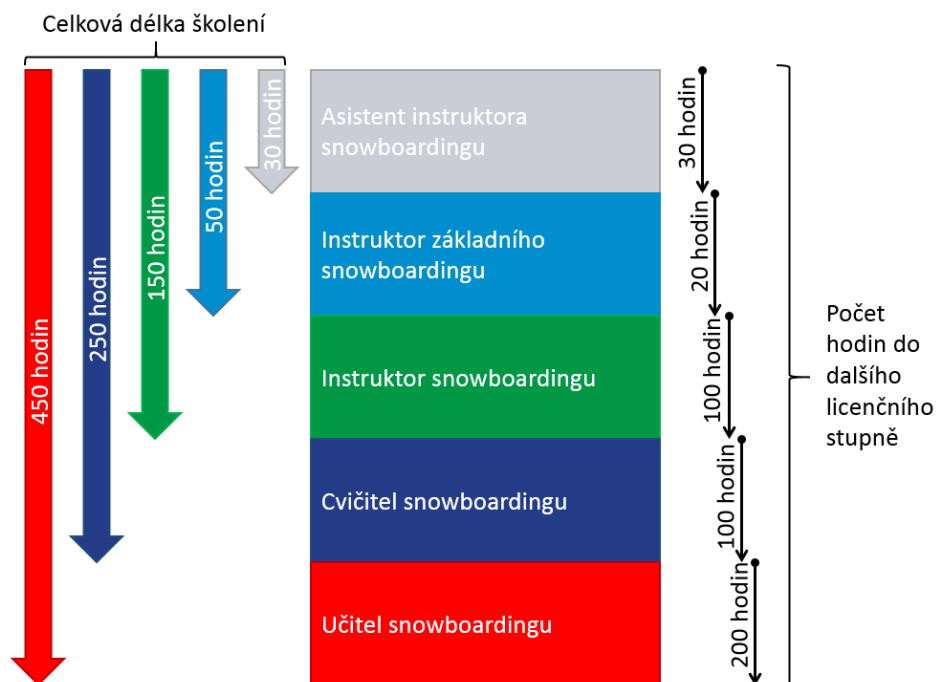 Celková délka školení
450 hodin
250 hodin
150 hodin
50 hodin
30 hodin
Asistent instruktora
snowboardingu
Instruktor základního
snowboardingu
Instruktor snowboardingu
Cvičitel snowboardingu
Učitel snowboardingu
30 hodin
20 hodin
100 hodin
100 hodin
200 hodin
Počet
hodin do
dalšího
licenčního
stupně